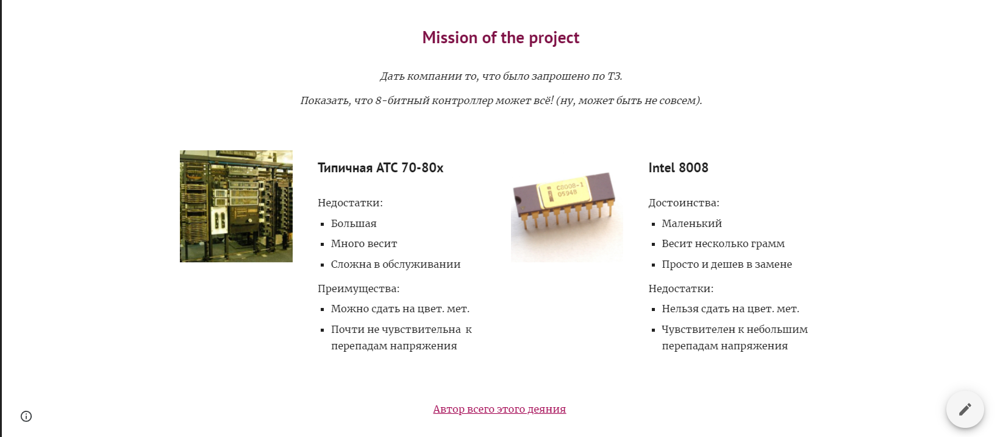 Mission of the project
Дать компании то, что было запрошено по ТЗ.
Показать, что 8-битный контроллер может всё! (ну, может быть не совсем).
Типичная АТС 70-80х
Недостатки:
Большая
Много весит
Сложна в обслуживании
Преимущества:
Можно сдать на цвет. мет.
Почти не чувствительна к
перепадам напряжения
C8008-1
05948
Intel 8008
Достоинства:
Маленький
Весит несколько грамм
Просто и дешев в замене
Недостатки:
Нельзя сдать на цвет. мет.
Чувствителен к небольшим
перепадам напряжения
Автор всего этого деяния